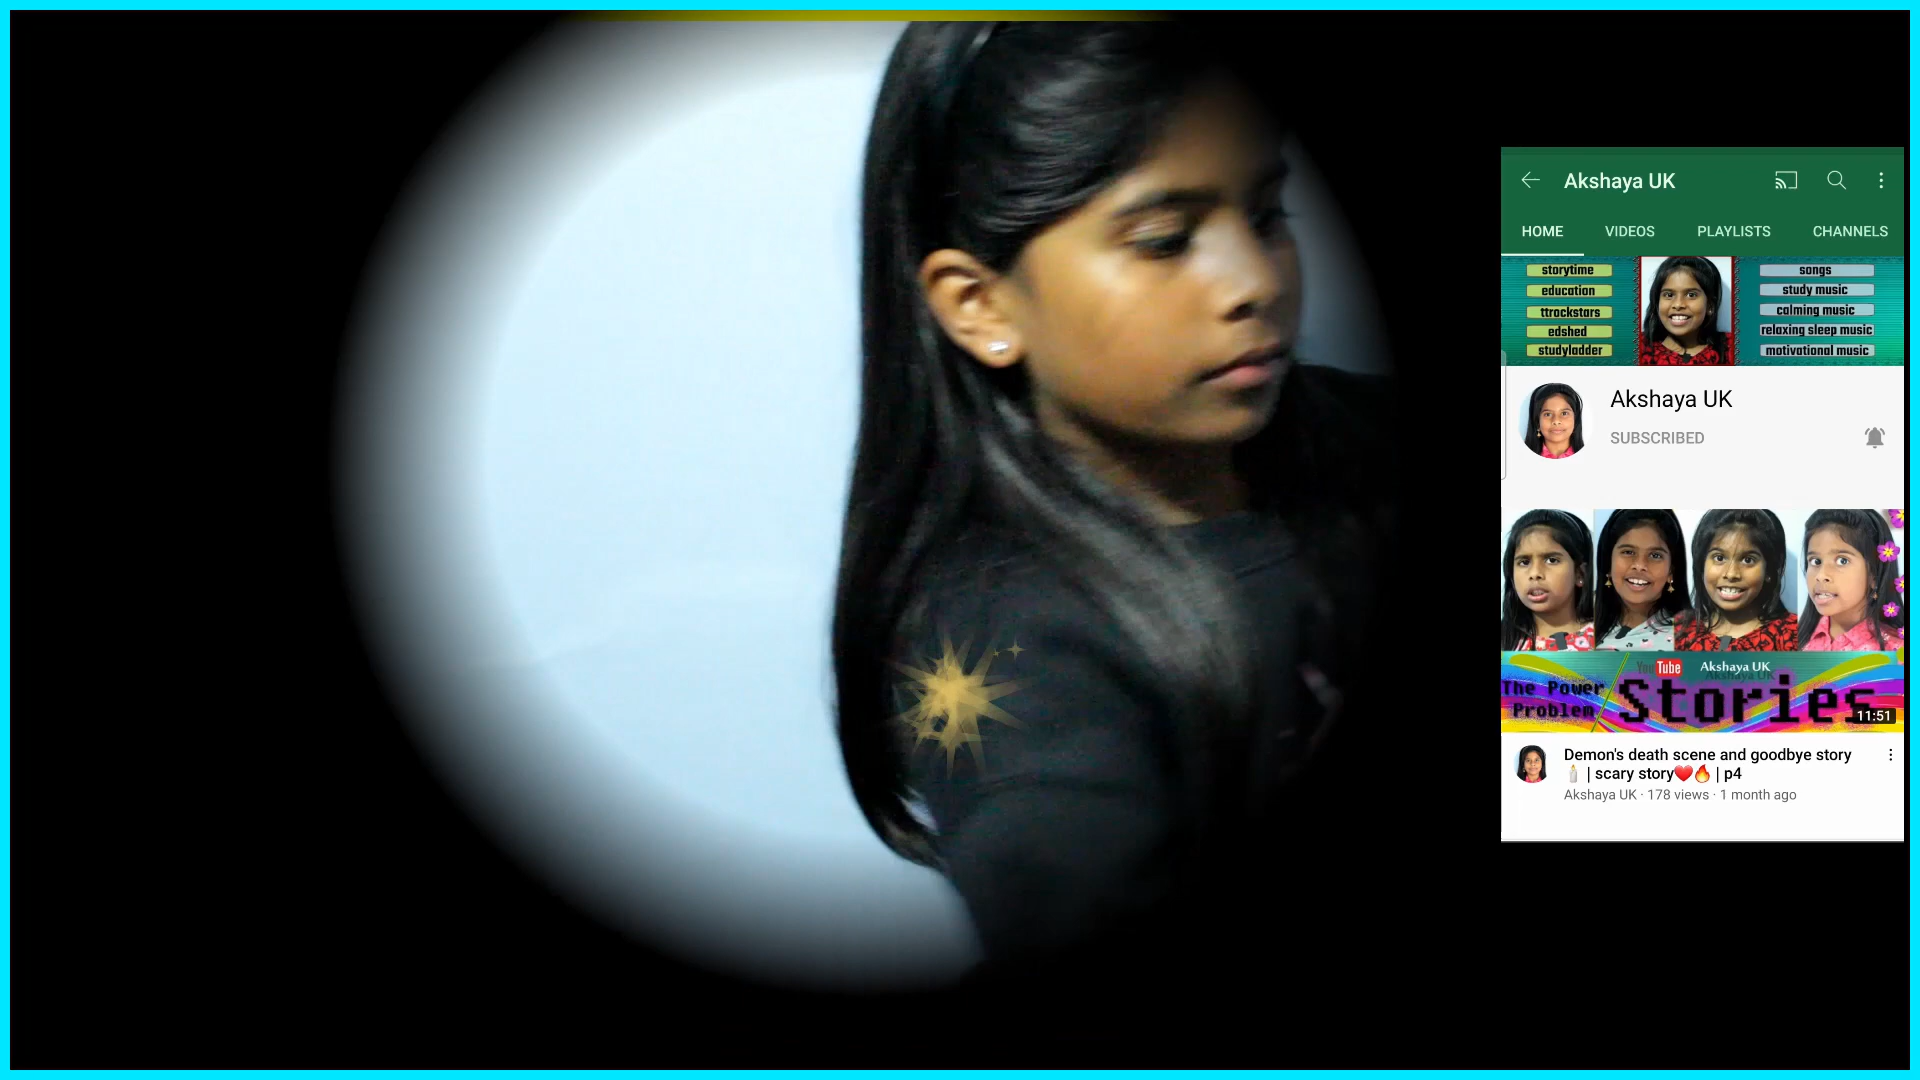 Akshaya UK
HOME VIDEOS PLAYLISTS CHANNELS
storytime
education
ttrockstars
edshed
studyladder
songs
study music
calming music
relaxing sleep music
motivational music
Akshaya UK
SUBSCRIBED
YouTube Akshaya UK
The Power
Problem
Stories
11:51
Demon's death scene and goodbye story
🕯️ | scary story❤️🔥 | p4
Akshaya UK · 178 views · 1 month ago